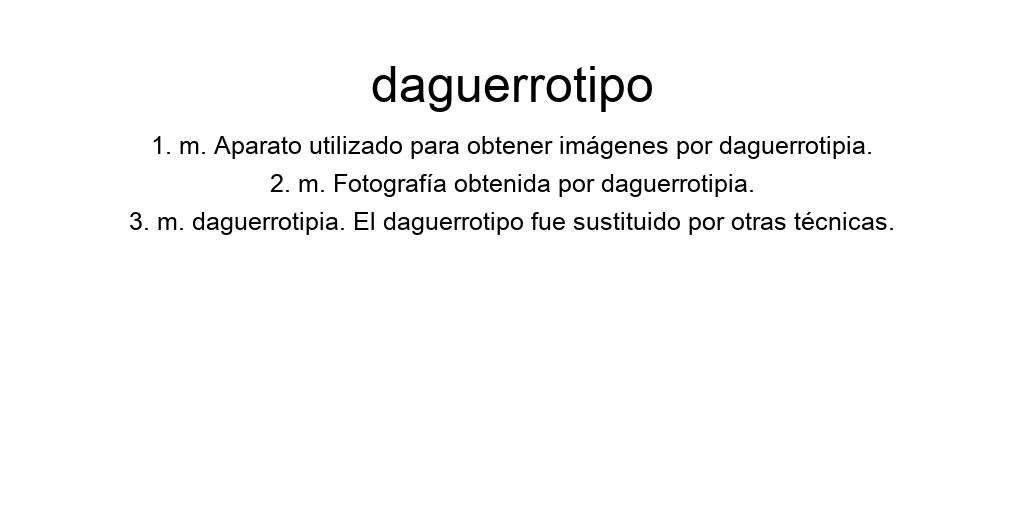 daguerrotipo
1. m. Aparato utilizado para obtener imágenes por daguerrotipia.
2. m. Fotografía obtenida por daguerrotipia.
3. m. daguerrotipia. El daguerrotipo fue sustituido por otras técnicas.